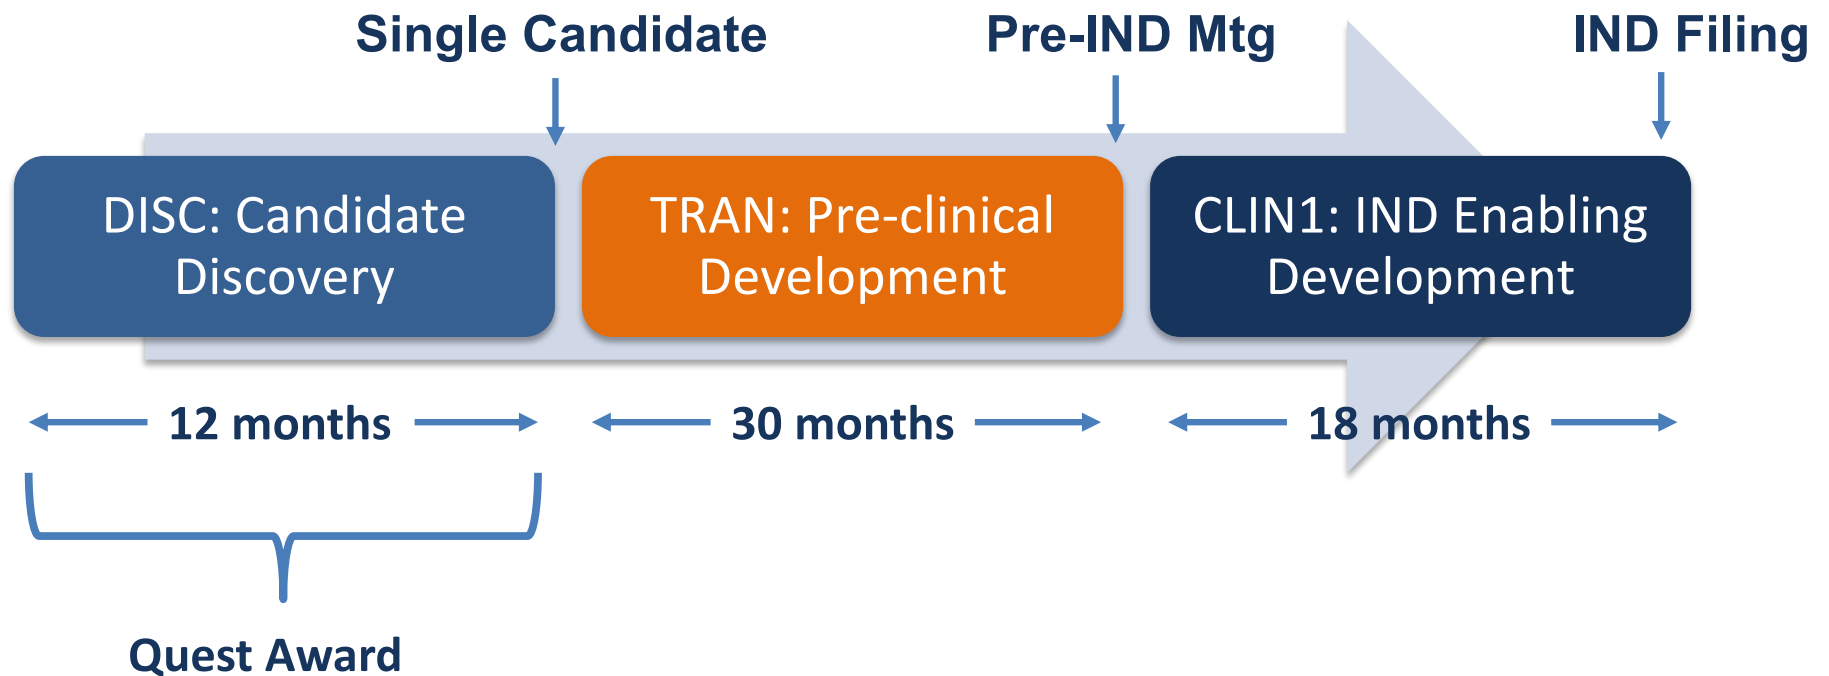 Single Candidate
Pre-IND Mtg
IND Filing
DISC: Candidate
Discovery
TRAN: Pre-clinical
Development
CLIN1: IND Enabling
Development
12 months
30 months
18 months
Quest Award